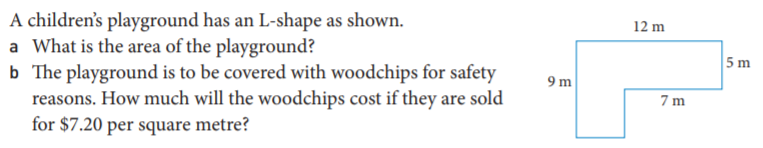 A children's playground has an L-shape as shown.
a What is the area of the playground?
b The playground is to be covered with woodchips for safety
reasons. How much will the woodchips cost if they are sold
for $7.20 per square metre?
12 m
5 m
9 m
7 m